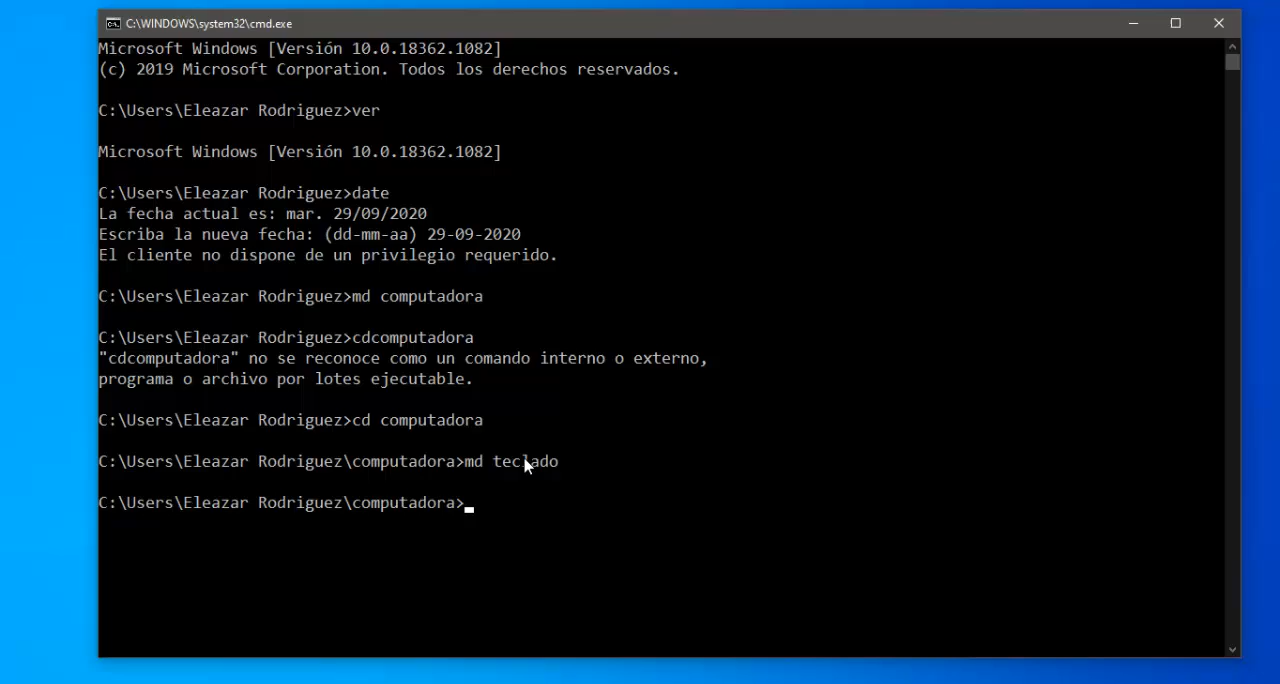 C:\WINDOWS\system32\cmd.exe
Microsoft Windows [Versión 10.0.18362.1082]
(c) 2019 Microsoft Corporation. Todos los derechos reservados.
C:\Users\Eleazar Rodriguez>ver
Microsoft Windows [Versión 10.0.18362.1082]
C:\Users\Eleazar Rodriguez>date
La fecha actual es: mar. 29/09/2020
Escriba la nueva fecha: (dd-mm-aa) 29-09-2020
El cliente no dispone de un privilegio requerido.
C:\Users\Eleazar Rodriguez>md computadora
C:\Users\Eleazar Rodriguez>cdcomputadora
"cdcomputadora" no se reconoce como un comando interno o externo,
programa o archivo por lotes ejecutable.
C:\Users\Eleazar Rodriguez>cd computadora
C:\Users\Eleazar Rodriguez\computadora>md teclado
C:\Users\Eleazar Rodriguez\computadora>